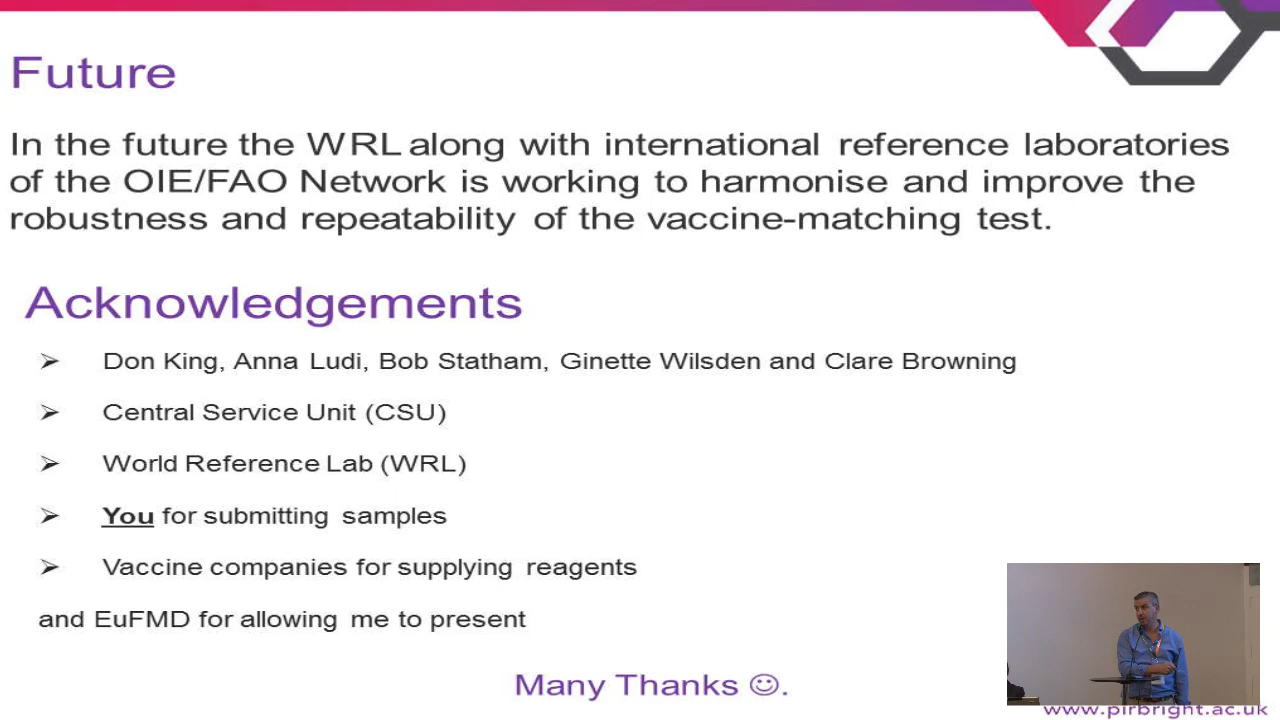 Future
In the future the WRL along with international reference laboratories
of the OIE/FAO Network is working to harmonise and improve the
robustness and repeatability of the vaccine-matching test.
Acknowledgements
➢ Don King, Anna Ludi, Bob Statham, Ginette Wilsden and Clare Browning
➢ Central Service Unit (CSU)
➢ World Reference Lab (WRL)
➢ You for submitting samples
➢ Vaccine companies for supplying reagents
and EuFMD for allowing me to present
Many Thanks ☺.
www.pirbright.ac.uk